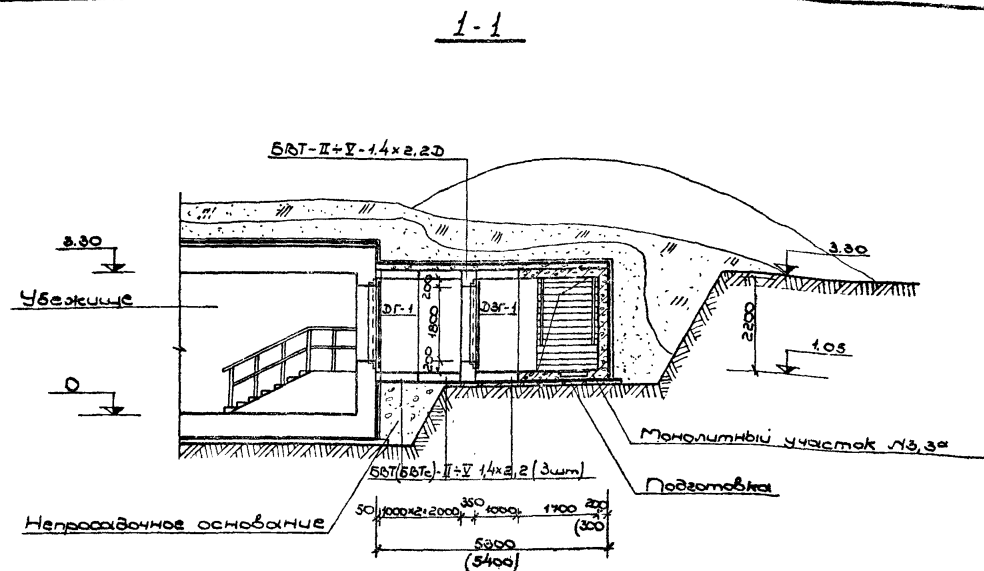 1-1
БВТ-II÷V-1.4×2,2Д
3.30
3.30
Убежище
200
1800
200
ДГ-1
ДЗГ-1
2200
1.05
0
Монолитный участок N3,3а
БВТ(БВТс)-II÷V 1,4×2,2 (3шт)
Подготовка
Непросадочное основание
50
1000×2=2000
350
1000
1700
200
(300)
5300
(5400)